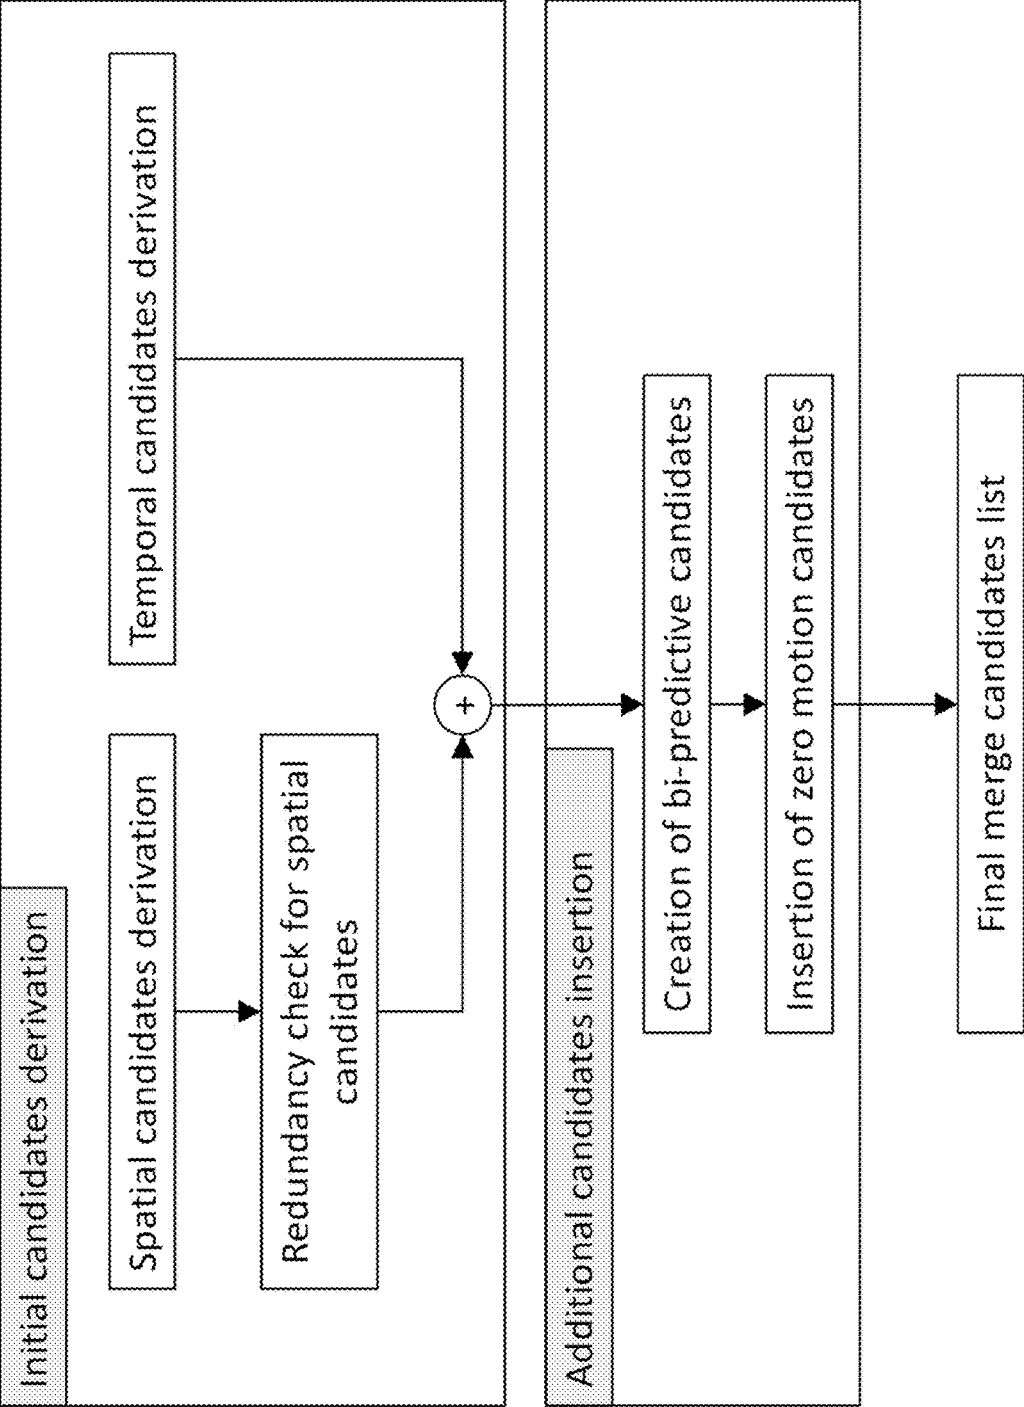 Initial candidates derivation
Spatial candidates derivation
Temporal candidates derivation
Redundancy check for spatial
candidates
+
Additional candidates insertion
Creation of bi-predictive candidates
Insertion of zero motion candidates
Final merge candidates list